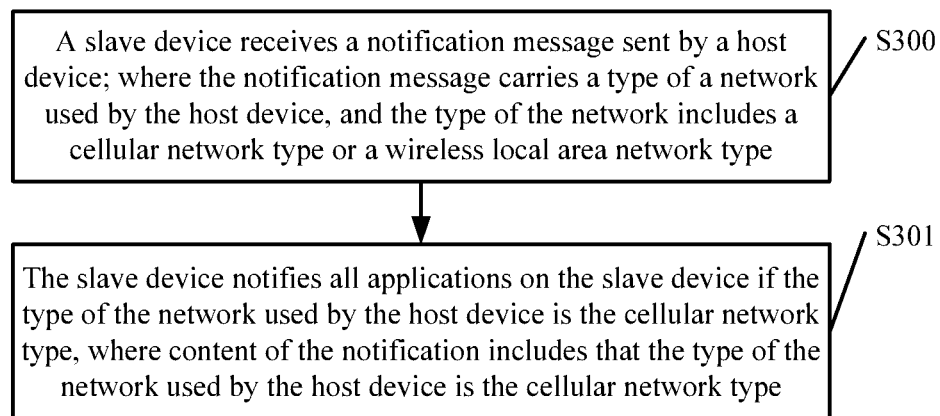 A slave device receives a notification message sent by a host
device; where the notification message carries a type of a network
used by the host device, and the type of the network includes a
cellular network type or a wireless local area network type
S300
The slave device notifies all applications on the slave device if the
type of the network used by the host device is the cellular network
type, where content of the notification includes that the type of the
network used by the host device is the cellular network type
S301